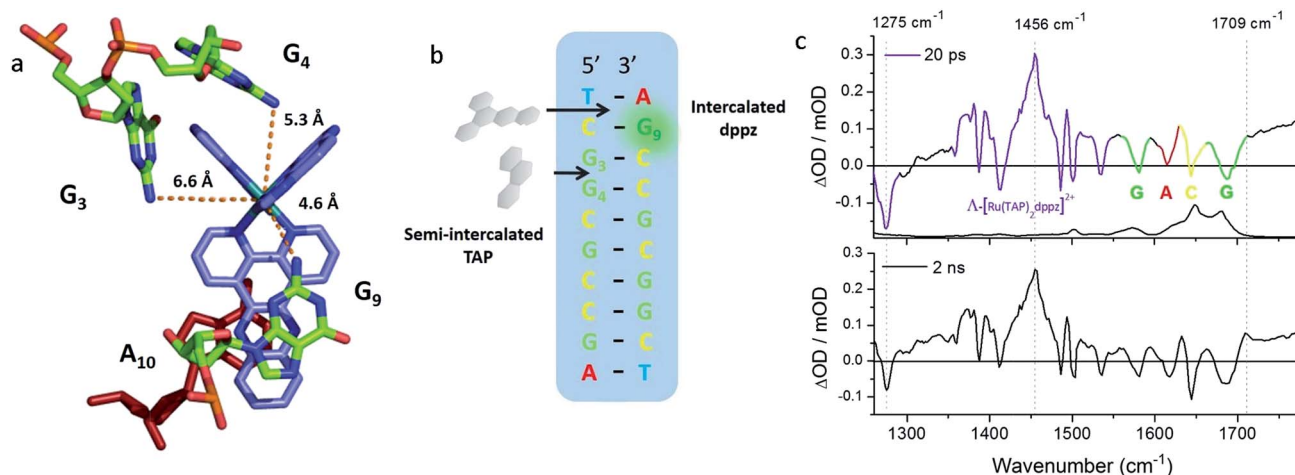 a
G4
G3
5.3 Å
6.6 Å
4.6 Å
G9
A10
b
5’ 3’
T - A
C - G9
G3 - C
G4 - C
C - G
G - C
C - G
C - G
G - C
A - T
Intercalated
dppz
Semi-intercalated
TAP
c
1275 cm-1
1456 cm-1
1709 cm-1
20 ps
ΔOD / mOD
0.3
0.2
0.1
0.0
-0.1
Λ-[Ru(TAP)2dppz]2+
G A C G
2 ns
ΔOD / mOD
0.3
0.2
0.1
0.0
0.1
1300 1400 1500 1600 1700
Wavenumber (cm-1)